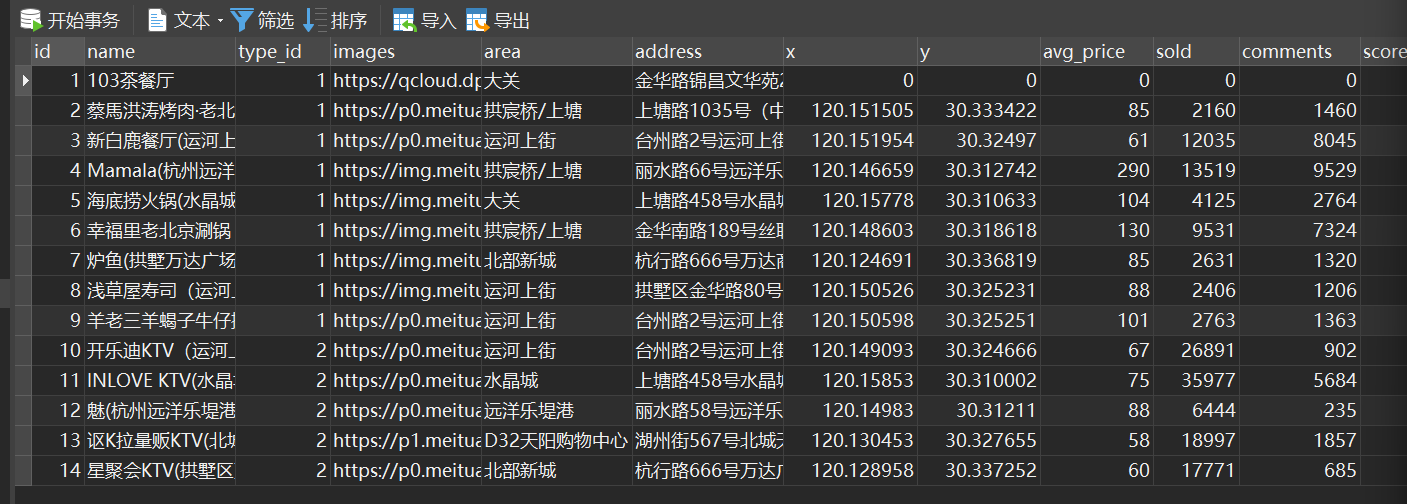 开始事务 文本 筛选 排序 导入 导出
id name type_id images area address x y avg_price sold comments score
1 103茶餐厅 1 https://qcloud.dp 大关 金华路锦昌文华苑2 0 0 0 0 0
2 蔡馬洪涛烤肉·老北 1 https://p0.meitua 拱宸桥/上塘 上塘路1035号（中 120.151505 30.333422 85 2160 1460
3 新白鹿餐厅(运河上 1 https://p0.meitua 运河上街 台州路2号运河上街 120.151954 30.32497 61 12035 8045
4 Mamala(杭州远洋 1 https://img.meitu 拱宸桥/上塘 丽水路66号远洋乐 120.146659 30.312742 290 13519 9529
5 海底捞火锅(水晶城 1 https://img.meitu 大关 上塘路458号水晶城 120.15778 30.310633 104 4125 2764
6 幸福里老北京涮锅 1 https://img.meitu 拱宸桥/上塘 金华南路189号丝联 120.148603 30.318618 130 9531 7324
7 炉鱼(拱墅万达广场 1 https://img.meitu 北部新城 杭行路666号万达商 120.124691 30.336819 85 2631 1320
8 浅草屋寿司（运河上 1 https://img.meitu 运河上街 拱墅区金华路80号 120.150526 30.325231 88 2406 1206
9 羊老三羊蝎子牛仔排 1 https://p0.meitua 运河上街 台州路2号运河上街 120.150598 30.325251 101 2763 1363
10 开乐迪KTV（运河上 2 https://p0.meitua 运河上街 台州路2号运河上街 120.149093 30.324666 67 26891 902
11 INLOVE KTV(水晶 2 https://p0.meitua 水晶城 上塘路458号水晶城 120.15853 30.310002 75 35977 5684
12 魅(杭州远洋乐堤港 2 https://p0.meitua 远洋乐堤港 丽水路58号远洋乐 120.14983 30.31211 88 6444 235
13 讴K拉量贩KTV(北城 2 https://p1.meitua D32天阳购物中心 湖州街567号北城天 120.130453 30.327655 58 18997 1857
14 星聚会KTV(拱墅区 2 https://p0.meitua 北部新城 杭行路666号万达广 120.128958 30.337252 60 17771 685